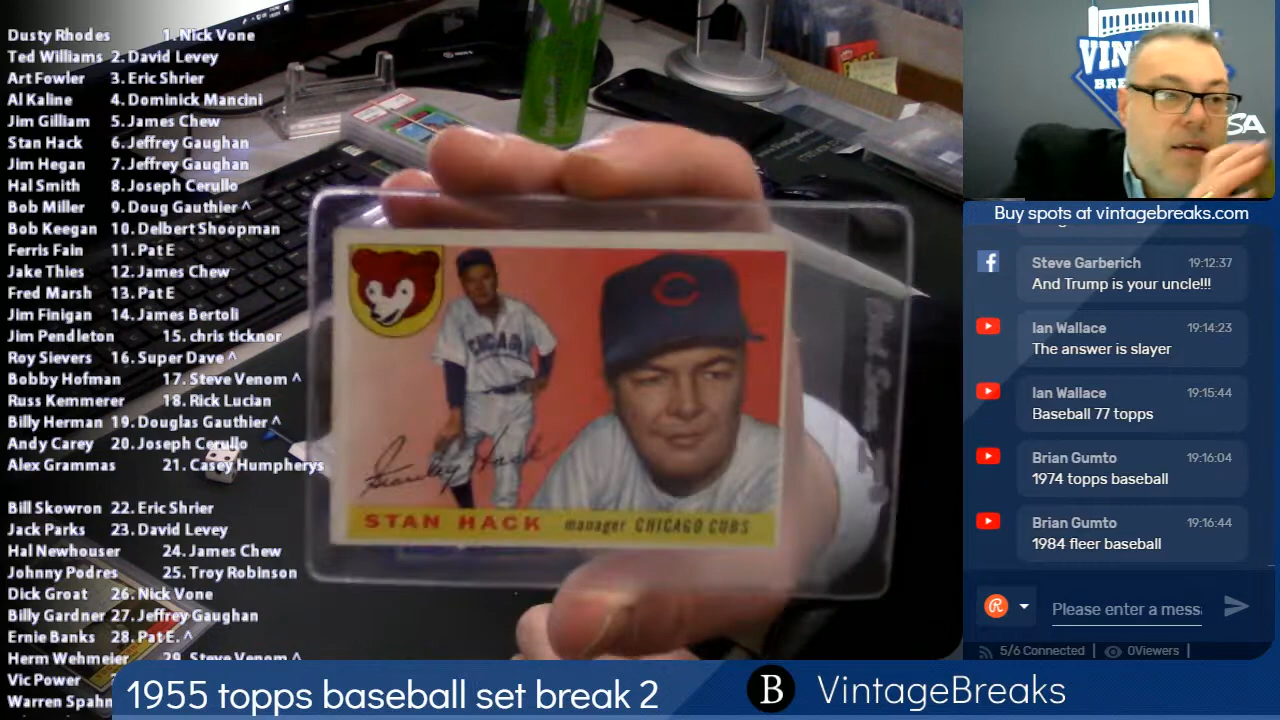 Dusty Rhodes 1. Nick Vone
Ted Williams 2. David Levey
Art Fowler 3. Eric Shrier
Al Kaline 4. Dominick Mancini
Jim Gilliam 5. James Chew
Stan Hack 6. Jeffrey Gaughan
Jim Hegan 7. Jeffrey Gaughan
Hal Smith 8. Joseph Cerullo
Bob Miller 9. Doug Gauthier ^
Bob Keegan 10. Delbert Shoopman
Ferris Fain 11. Pat E
Jake Thies 12. James Chew
Fred Marsh 13. Pat E
Jim Finigan 14. James Bertoli
Jim Pendleton 15. chris ticknor
Roy Sievers 16. Super Dave ^
Bobby Hofman 17. Steve Venom ^
Russ Kemmerer 18. Rick Lucian
Billy Herman 19. Douglas Gauthier ^
Andy Carey 20. Joseph Cerullo
Alex Grammas 21. Casey Humpherys
Bill Skowron 22. Eric Shrier
Jack Parks 23. David Levey
Hal Newhouser 24. James Chew
Johnny Podres 25. Troy Robinson
Dick Groat 26. Nick Vone
Billy Gardner 27. Jeffrey Gaughan
Ernie Banks 28. Pat E. ^
Herm Wehmeier 29. Steve Venom ^
Vic Power
Warren Spahn
C
CHICAGO
Stanley Hack
STAN HACK manager CHICAGO CUBS
VIN
BRE
SA
Buy spots at vintagebreaks.com
Steve Garberich 19:12:37
And Trump is your uncle!!!
Ian Wallace 19:14:23
The answer is slayer
Ian Wallace 19:15:44
Baseball 77 topps
Brian Gumto 19:16:04
1974 topps baseball
Brian Gumto 19:16:44
1984 fleer baseball
Please enter a messa
5/6 Connected | 0Viewers |
1955 topps baseball set break 2
B VintageBreaks